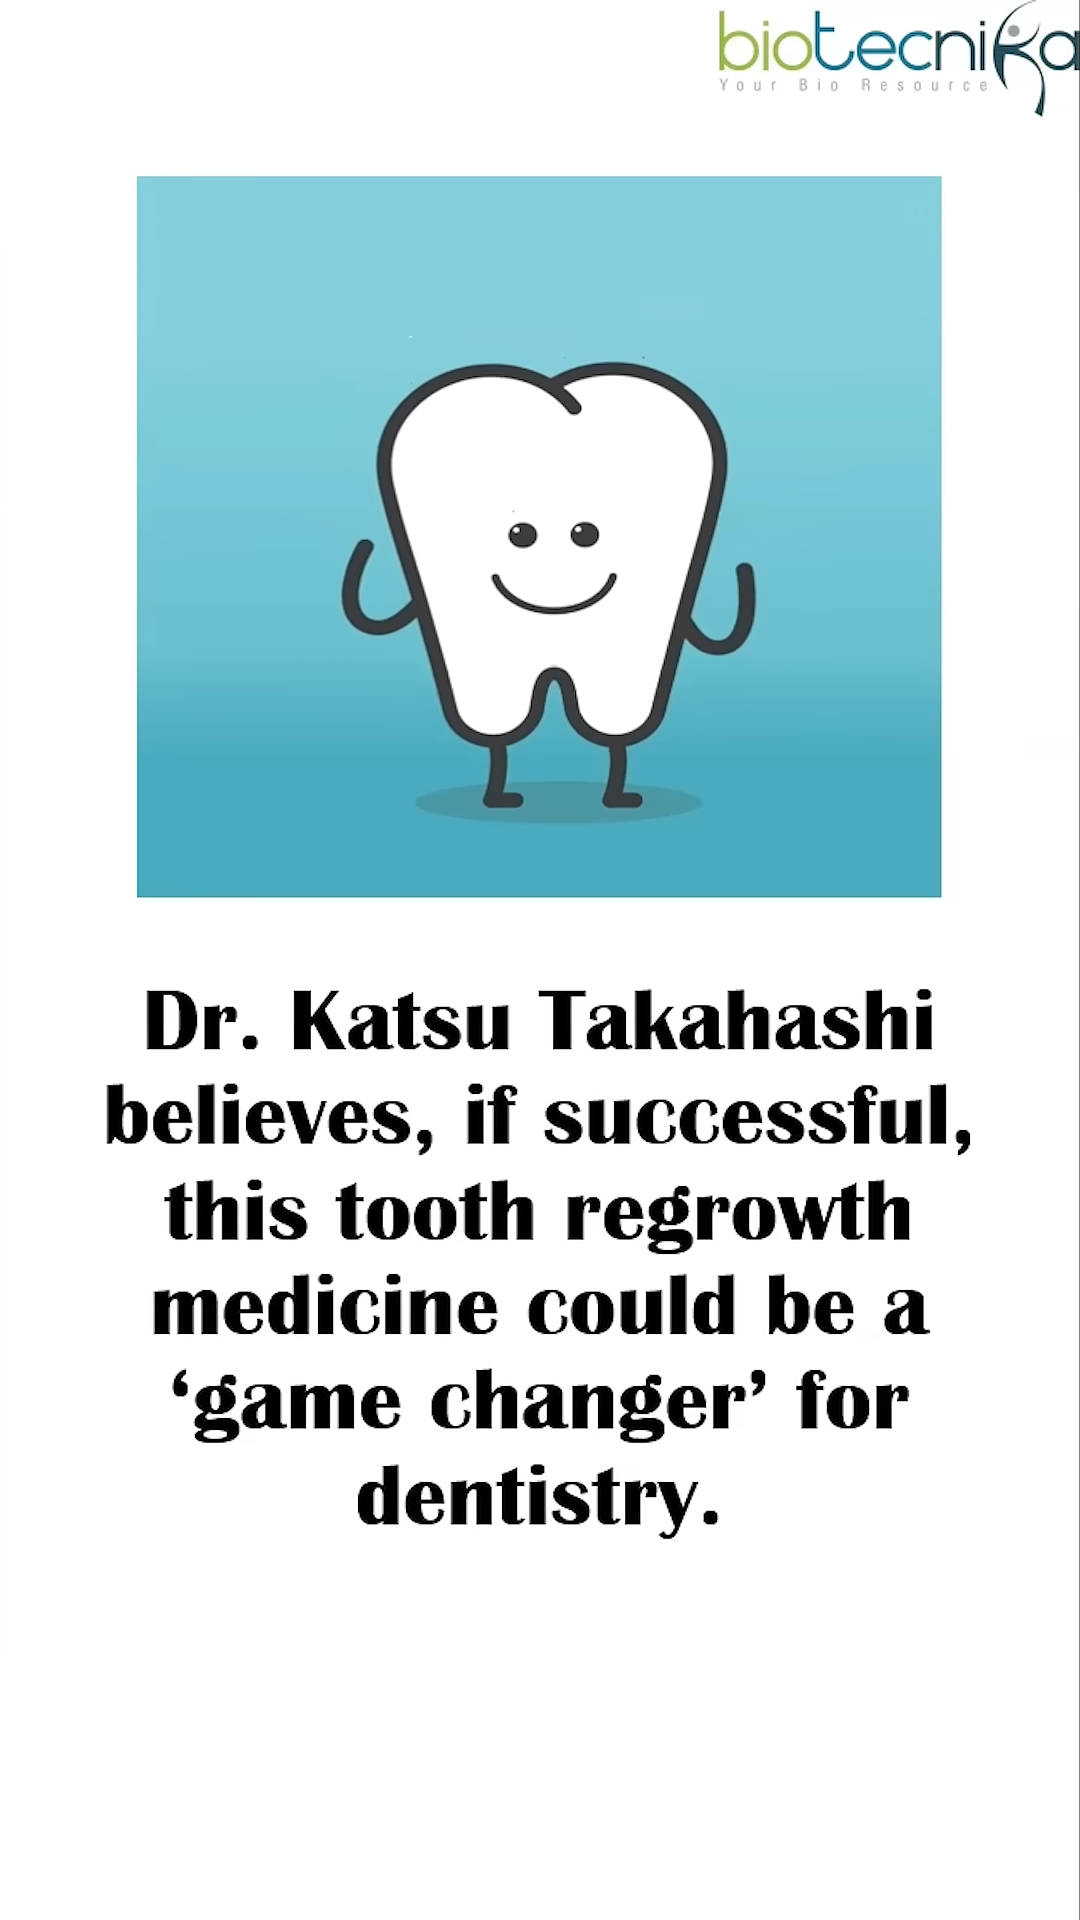 biotecnika
Your Bio Resource
Dr. Katsu Takahashi
believes, if successful,
this tooth regrowth
medicine could be a
‘game changer’ for
dentistry.